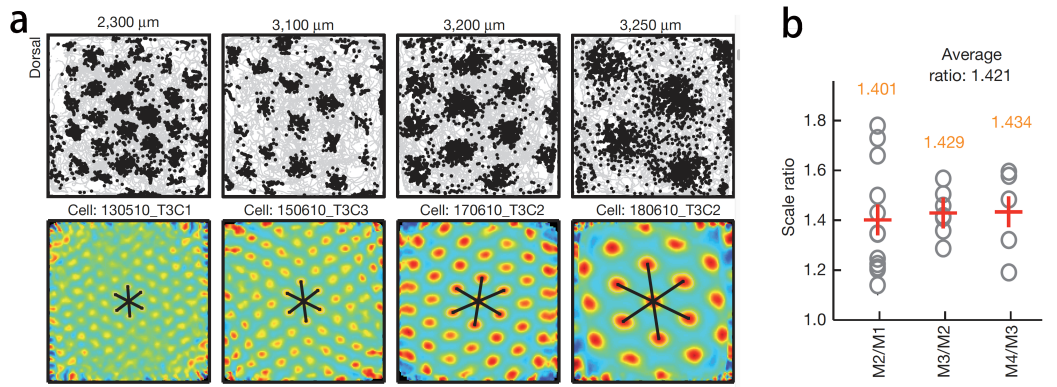 a
2,300 μm
3,100 μm
3,200 μm
3,250 μm
Dorsal
Cell: 130510_T3C1
Cell: 150610_T3C3
Cell: 170610_T3C2
Cell: 180610_T3C2
b
Average
ratio: 1.421
1.401
1.429
1.434
Scale ratio
1.8
1.6
1.4
1.2
1.0
M2/M1
M3/M2
M4/M3